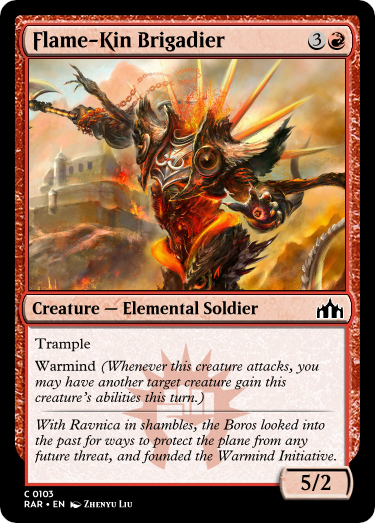 Flame-Kin Brigadier 3
Creature — Elemental Soldier
Trample
Warmind (Whenever this creature attacks, you
may have another target creature gain this
creature's abilities this turn.)
With Ravnica in shambles, the Boros looked into
the past for ways to protect the plane from any
future threat, and founded the Warmind Initiative.
5/2
C 0103
RAR • EN Zhenyu Liu